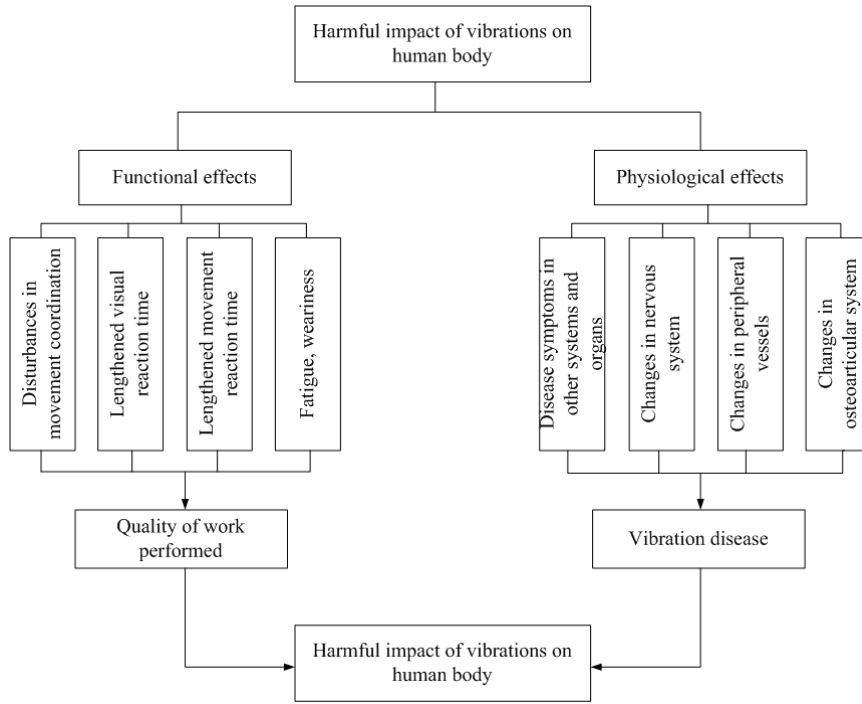 Harmful impact of vibrations on
human body
Functional effects
Physiological effects
Disturbances in
movement coordination
Lengthened visual
reaction time
Lengthened movement
reaction time
Fatigue, weariness
Disease symptoms in
other systems and
organs
Changes in nervous
system
Changes in peripheral
vessels
Changes in
osteoarticular system
Quality of work
performed
Vibration disease
Harmful impact of vibrations on
human body